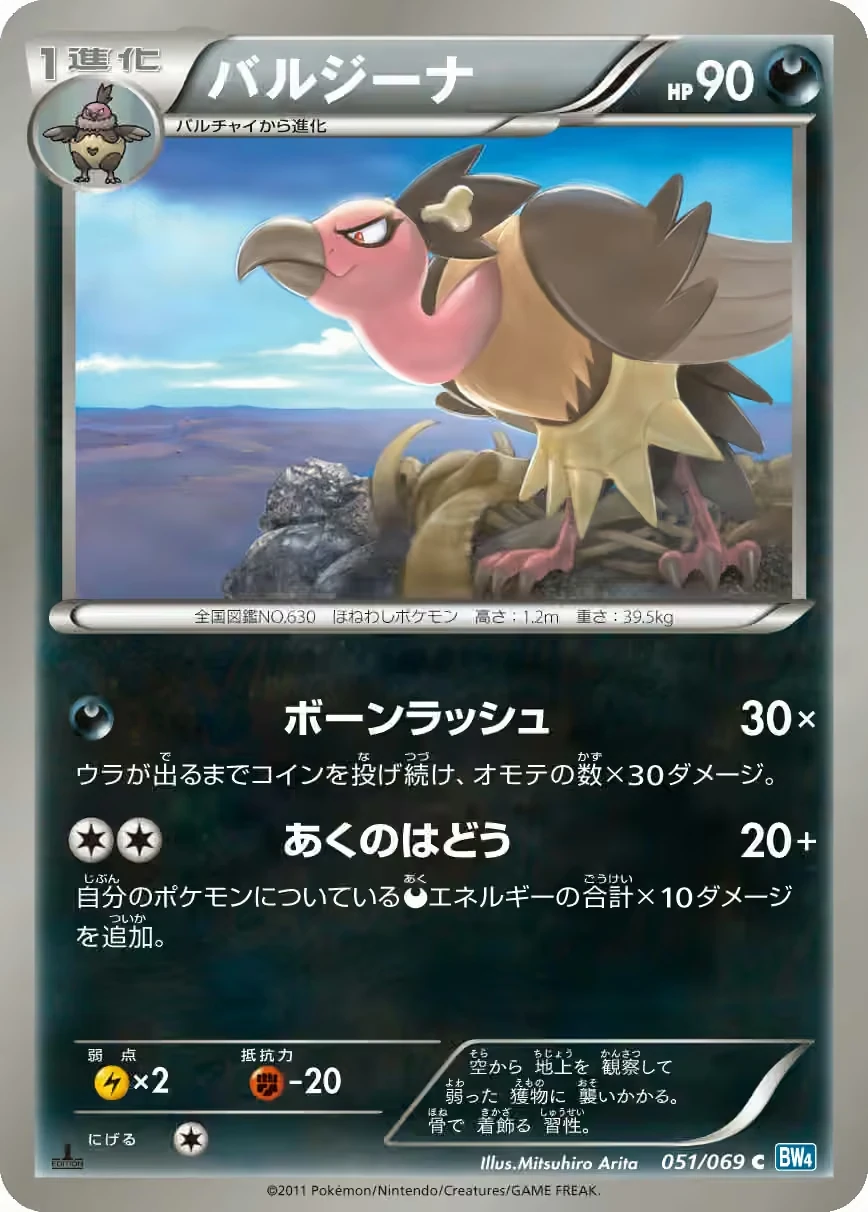 1進化
バルジーナ
HP90
バルチャイから進化
全国図鑑NO.630 ほねわしポケモン 高さ:1.2m 重さ:39.5kg
ボーンラッシュ 30×
ウラが出るまでコインを投げ続け、オモテの数×30ダメージ。
あくのはどう 20+
自分のポケモンについているエネルギーの合計×10ダメージ
を追加。
弱点 抵抗力
×2 -20
にげる
空から 地上を 観察して
弱った 獲物に 襲いかかる。
骨で 着飾る 習性。
1 EDITION
Illus.Mitsuhiro Arita 051/069 C BW4
©2011 Pokémon/Nintendo/Creatures/GAME FREAK.